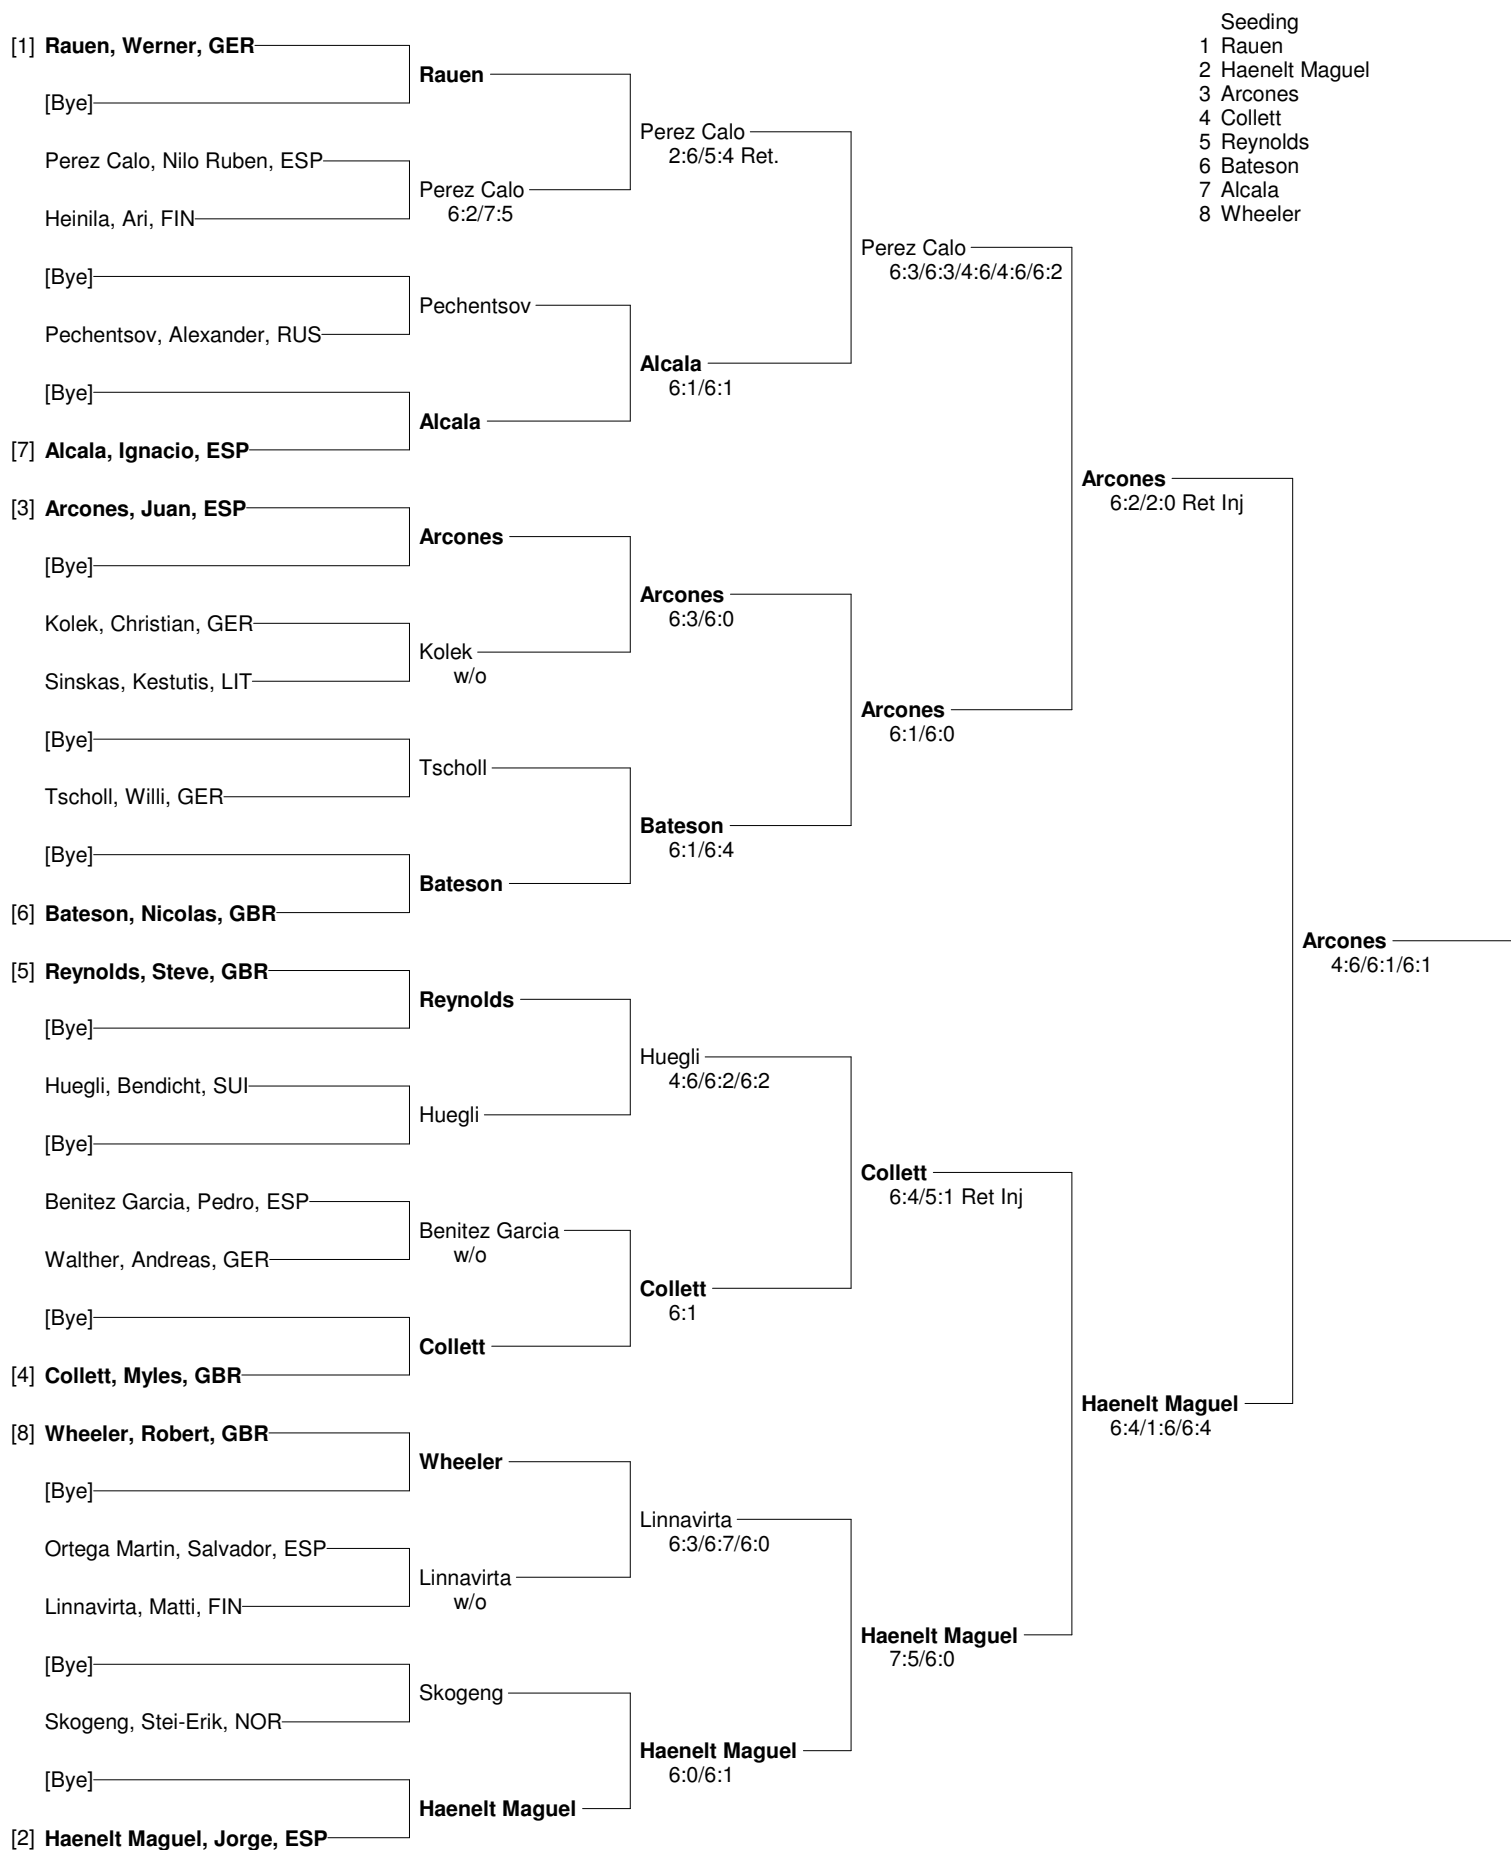 Seeding
1 Rauen
2 Haenelt Maguel
3 Arcones
4 Collett
5 Reynolds
6 Bateson
7 Alcala
8 Wheeler
[1] Rauen, Werner, GER
[Bye]
Perez Calo, Nilo Ruben, ESP
Heinila, Ari, FIN
[Bye]
Pechentsov, Alexander, RUS
[Bye]
[7] Alcala, Ignacio, ESP
[3] Arcones, Juan, ESP
[Bye]
Kolek, Christian, GER
Sinskas, Kestutis, LIT
[Bye]
Tscholl, Willi, GER
[Bye]
[6] Bateson, Nicolas, GBR
[5] Reynolds, Steve, GBR
[Bye]
Huegli, Bendicht, SUI
[Bye]
Benitez Garcia, Pedro, ESP
Walther, Andreas, GER
[Bye]
[4] Collett, Myles, GBR
[8] Wheeler, Robert, GBR
[Bye]
Ortega Martin, Salvador, ESP
Linnavirta, Matti, FIN
[Bye]
Skogeng, Stei-Erik, NOR
[Bye]
[2] Haenelt Maguel, Jorge, ESP
Rauen
Perez Calo
6:2/7:5
Pechentsov
Alcala
Arcones
Kolek
w/o
Tscholl
Bateson
Reynolds
Huegli
Benitez Garcia
w/o
Collett
Wheeler
Linnavirta
w/o
Skogeng
Haenelt Maguel
Perez Calo
2:6/5:4 Ret.
Alcala
6:1/6:1
Arcones
6:3/6:0
Bateson
6:1/6:4
Huegli
4:6/6:2/6:2
Collett
6:1
Linnavirta
6:3/6:7/6:0
Haenelt Maguel
6:0/6:1
Perez Calo
6:3/6:3/4:6/4:6/6:2
Arcones
6:1/6:0
Collett
6:4/5:1 Ret Inj
Haenelt Maguel
7:5/6:0
Arcones
6:2/2:0 Ret Inj
Haenelt Maguel
6:4/1:6/6:4
Arcones
4:6/6:1/6:1